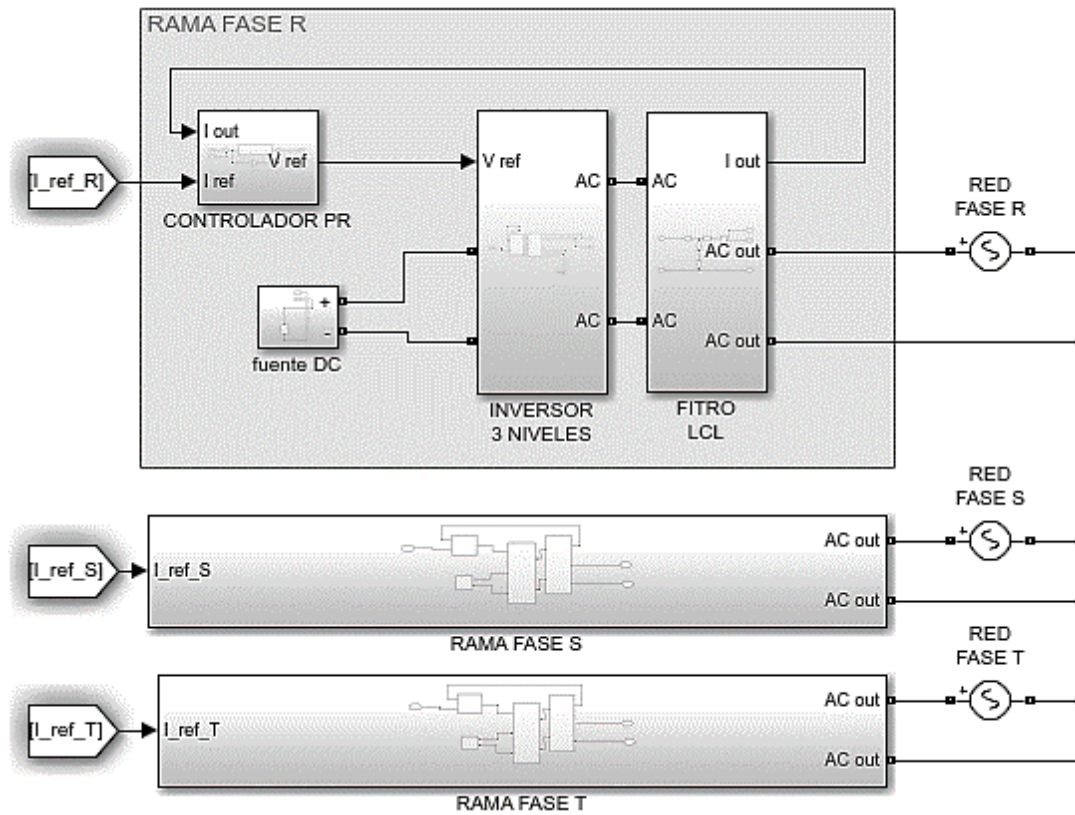 RAMA FASE R
I out
I ref
V ref
[I_ref_R]
CONTROLADOR PR
+
-
fuente DC
V ref
AC
AC
INVERSOR
3 NIVELES
AC
AC
I out
AC out
AC out
FITRO
LCL
RED
FASE R
+
[I_ref_S]
I_ref_S
AC out
AC out
RAMA FASE S
RED
FASE S
+
[I_ref_T]
I_ref_T
AC out
AC out
RAMA FASE T
RED
FASE T
+